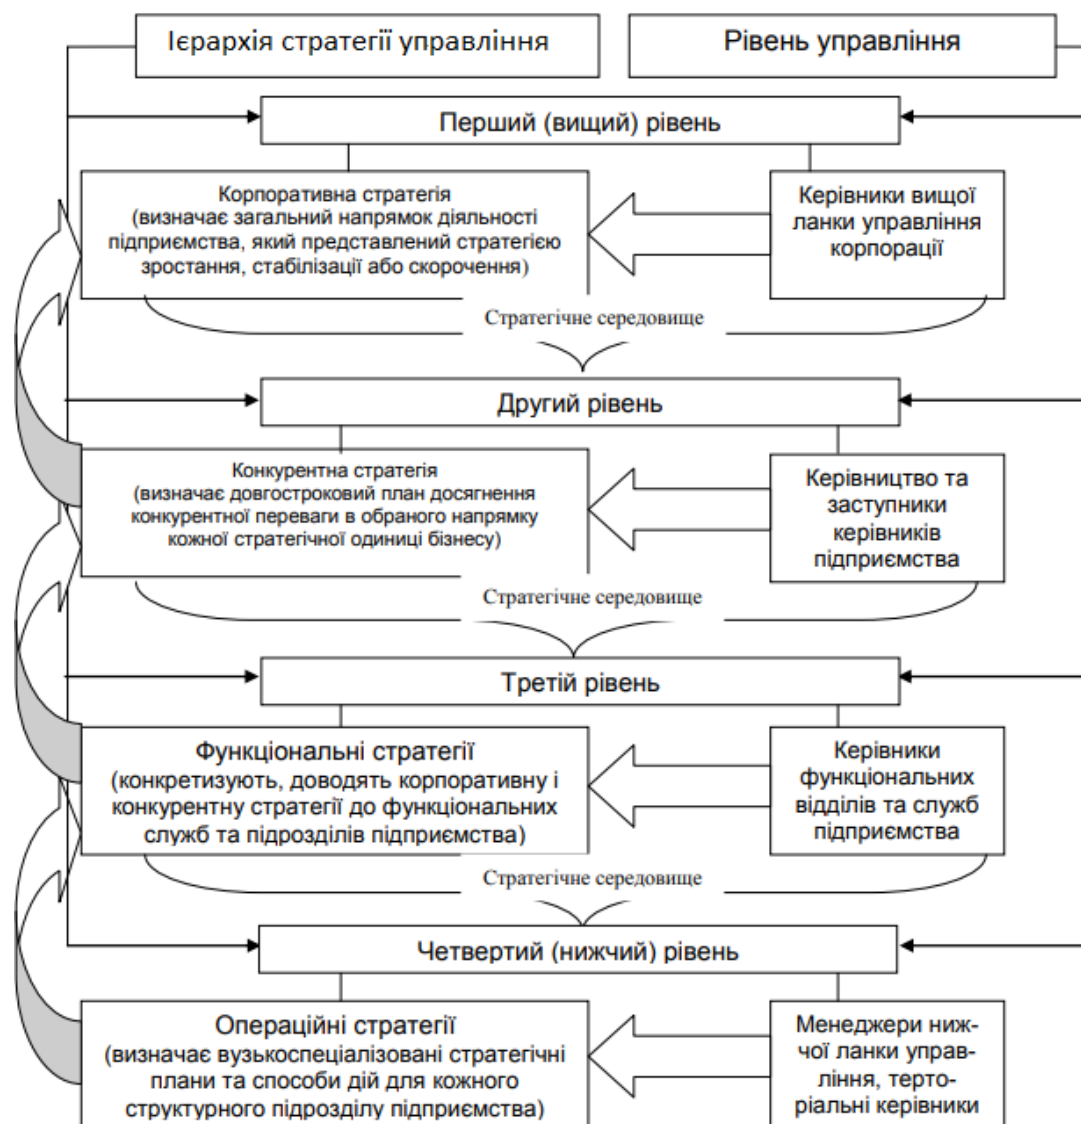 Ієрархія стратегії управління
Рівень управління
Перший (вищий) рівень
Корпоративна стратегія
(визначає загальний напрямок діяльності
підприємства, який представлений стратегією
зростання, стабілізації або скорочення)
Керівники вищої
ланки управління
корпорації
Стратегічне середовище
Другий рівень
Конкурентна стратегія
(визначає довгостроковий план досягнення
конкурентної переваги в обраного напрямку
кожної стратегічної одиниці бізнесу)
Керівництво та
заступники
керівників
підприємства
Стратегічне середовище
Третій рівень
Функціональні стратегії
(конкретизують, доводять корпоративну і
конкурентну стратегії до функціональних
служб та підрозділів підприємства)
Керівники
функціональних
відділів та служб
підприємства
Стратегічне середовище
Четвертий (нижчий) рівень
Операційні стратегії
(визначає вузькоспеціалізовані стратегічні
плани та способи дій для кожного
структурного підрозділу підприємства)
Менеджери ниж-
чої ланки управ-
ління, терто-
ріальні керівники